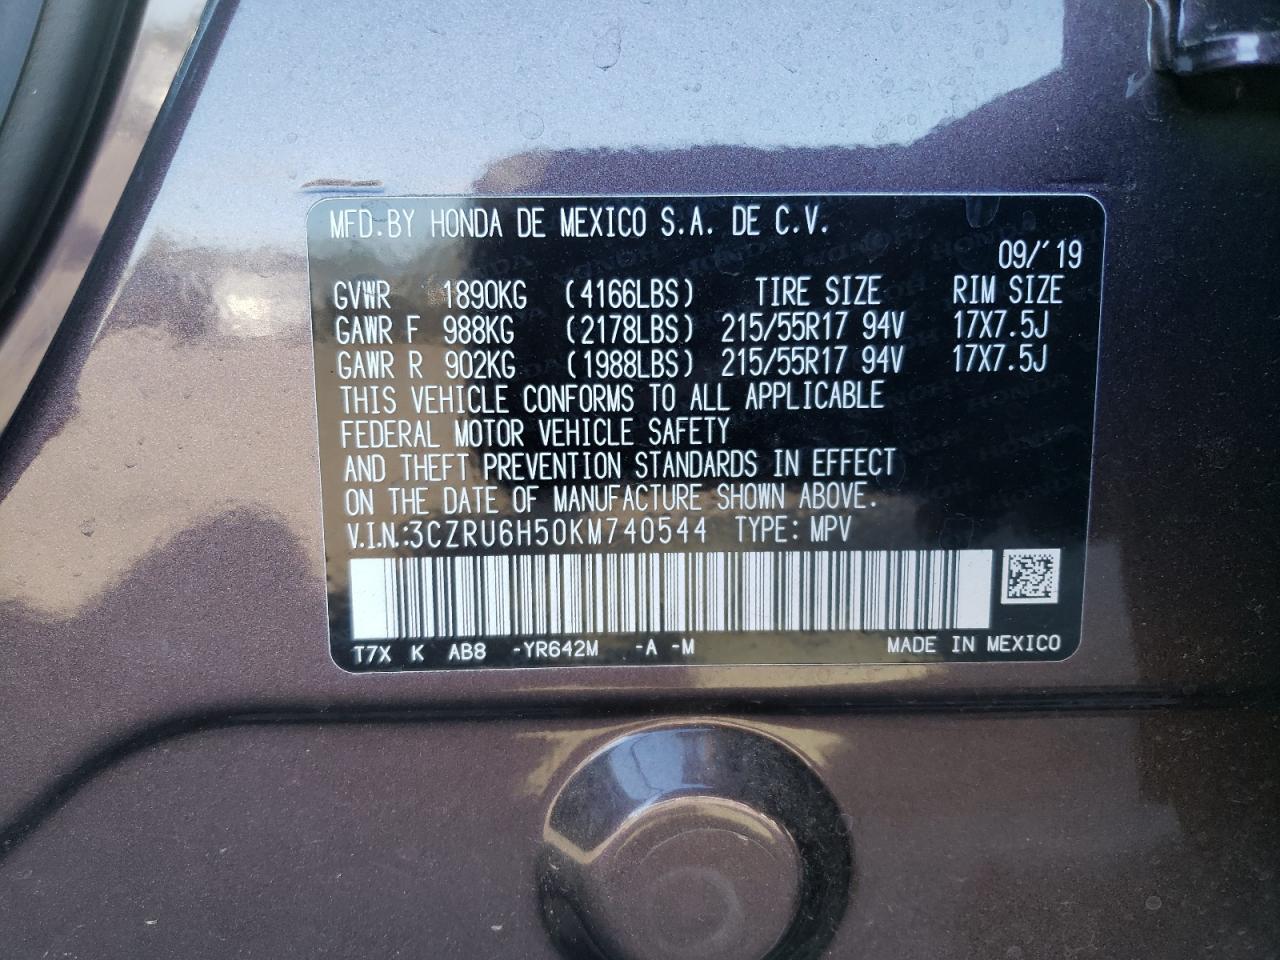 MFD. BY HONDA DE MEXICO S.A. DE C.V.
09/'19
GVWR 1890KG (4166LBS) TIRE SIZE RIM SIZE
GAWR F 988KG (2178LBS) 215/55R17 94V 17X7.5J
GAWR R 902KG (1988LBS) 215/55R17 94V 17X7.5J
THIS VEHICLE CONFORMS TO ALL APPLICABLE
FEDERAL MOTOR VEHICLE SAFETY
AND THEFT PREVENTION STANDARDS IN EFFECT
ON THE DATE OF MANUFACTURE SHOWN ABOVE.
V.I.N.:3CZRU6H50KM740544 TYPE: MPV
T7X K AB8 -YR642M -A -M MADE IN MEXICO